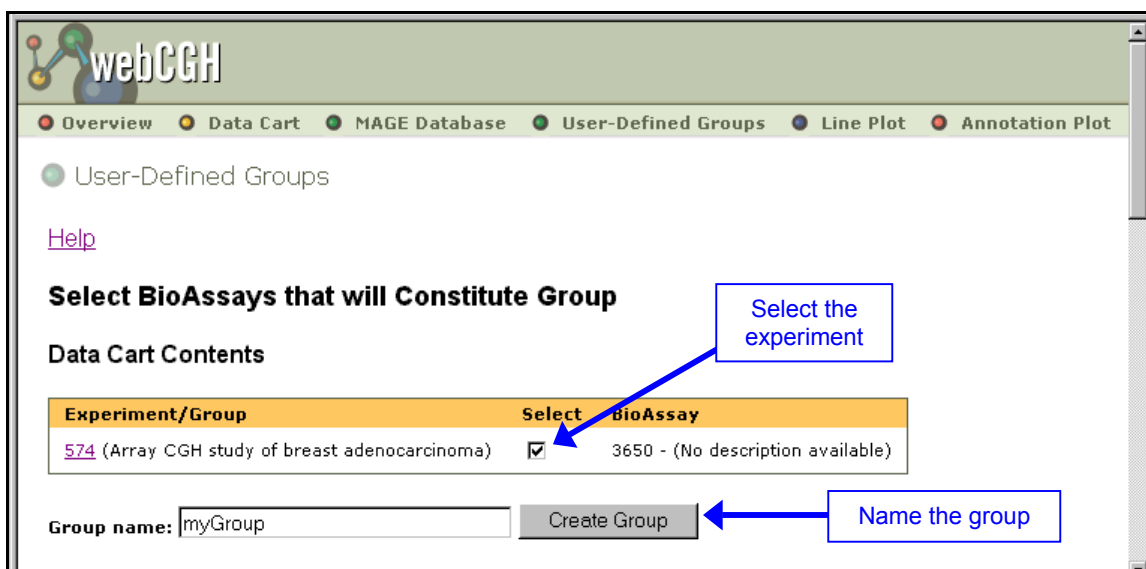 webCGH
Overview Data Cart MAGE Database User-Defined Groups Line Plot Annotation Plot
User-Defined Groups
Help
Select BioAssays that will Constitute Group
Select the
experiment
Data Cart Contents
Experiment/Group Select BioAssay
574 (Array CGH study of breast adenocarcinoma) 3650 - (No description available)
Group name: myGroup Create Group
Name the group